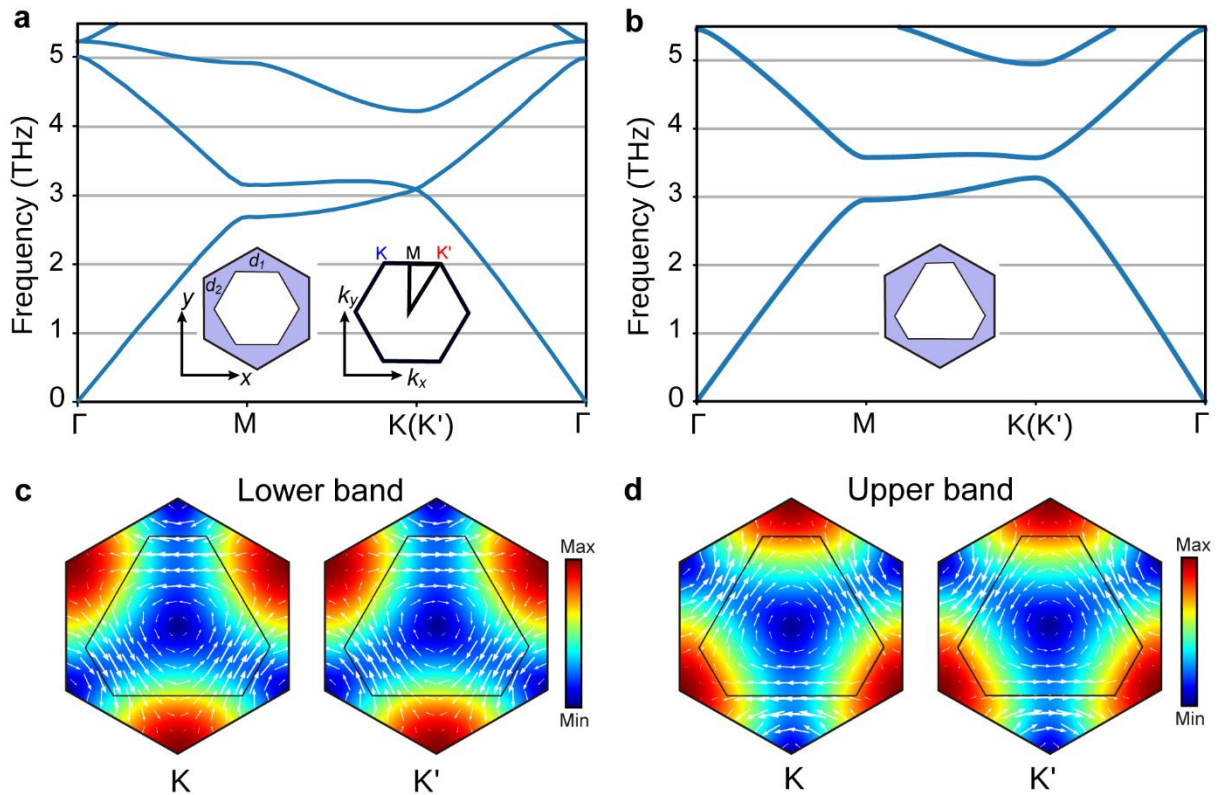 a
Frequency (THz)
5
4
3
2
1
0
d1
d2
y
x
K
M
K'
ky
kx
Γ
M
K(K')
Γ
b
Frequency (THz)
5
4
3
2
1
0
Γ
M
K(K')
Γ
c
Lower band
Max
Min
K
K'
d
Upper band
Max
Min
K
K'